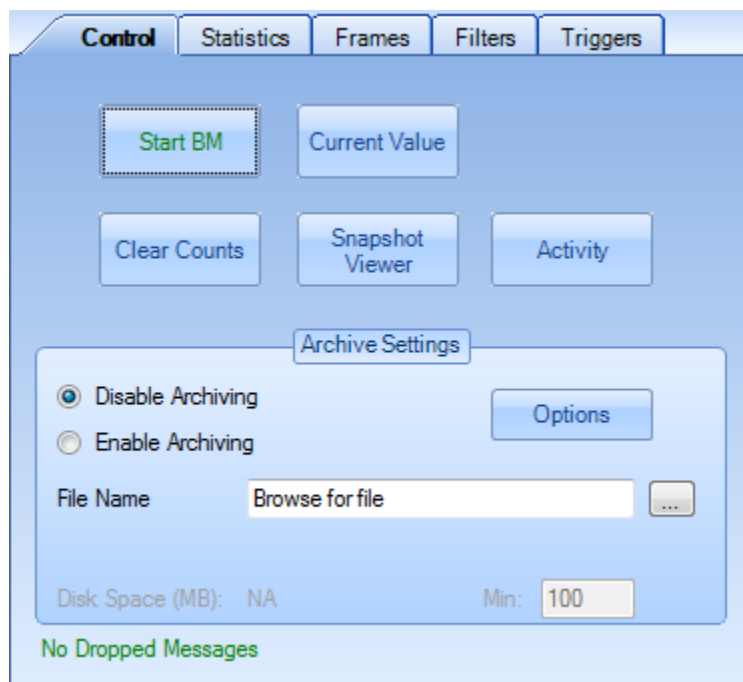 Control Statistics Frames Filters Triggers
Start BM Current Value
Clear Counts Snapshot Viewer Activity
Archive Settings
Disable Archiving
Options
Enable Archiving
File Name Browse for file ...
Disk Space (MB): NA Min: 100
No Dropped Messages